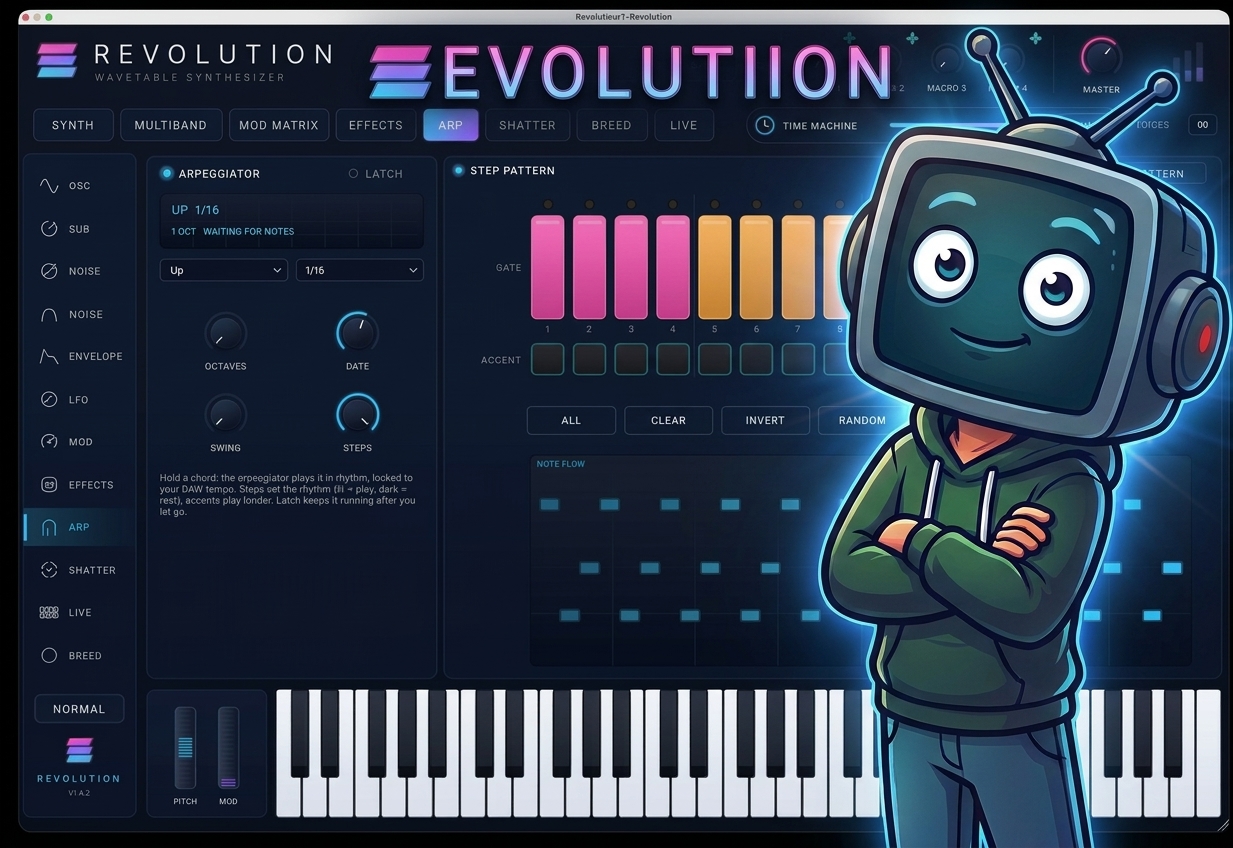 RevolutieurT-Revolution
REVOLUTION
WAVETABLE SYNTHESIZER
EVOLUTIION
2
MACRO 3
4
MASTER
SYNTH
MULTIBAND
MOD MATRIX
EFFECTS
ARP
SHATTER
BREED
LIVE
TIME MACHINE
00
OSC
SUB
NOISE
NOISE
ENVELOPE
LFO
MOD
EFFECTS
ARP
SHATTER
LIVE
BREED
NORMAL
REVOLUTION
V1 A.2
ARPEGGIATOR
LATCH
UP 1/16
1 OCT WAITING FOR NOTES
Up
1/16
OCTAVES
DATE
SWING
STEPS
Hold a chord: the erpeggiator plays it in rhythm, locked to
your DAW tempo. Steps set the rhythm play, dark =
rest), accents play londer. Latch keeps it running after you
let go.
STEP PATTERN
TTERN
GATE
1 2 3 4 5 6 7 8
ACCENT
ALL
CLEAR
INVERT
RANDOM
NOTE FLOW
PITCH
MOD